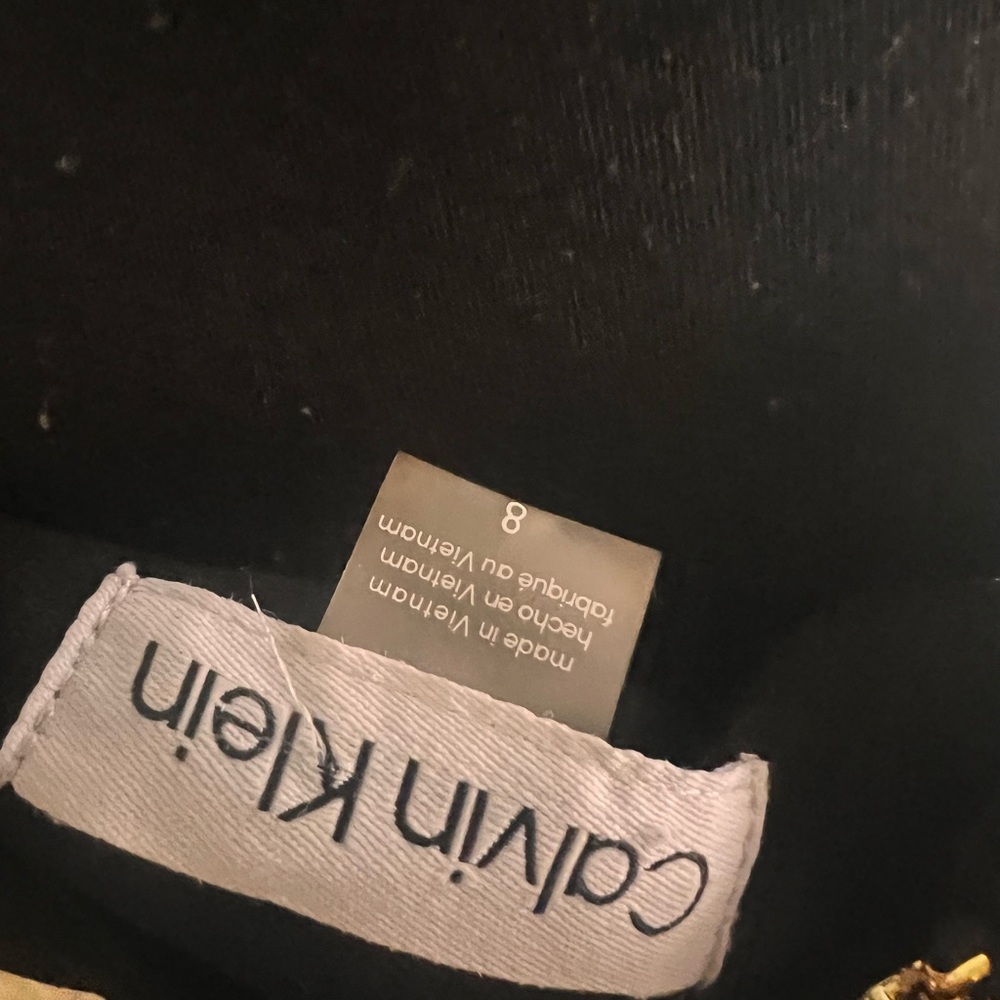 Calvin Klein
made in Vietnam
hecho en Vietnam
fabriqué au Vietnam
8